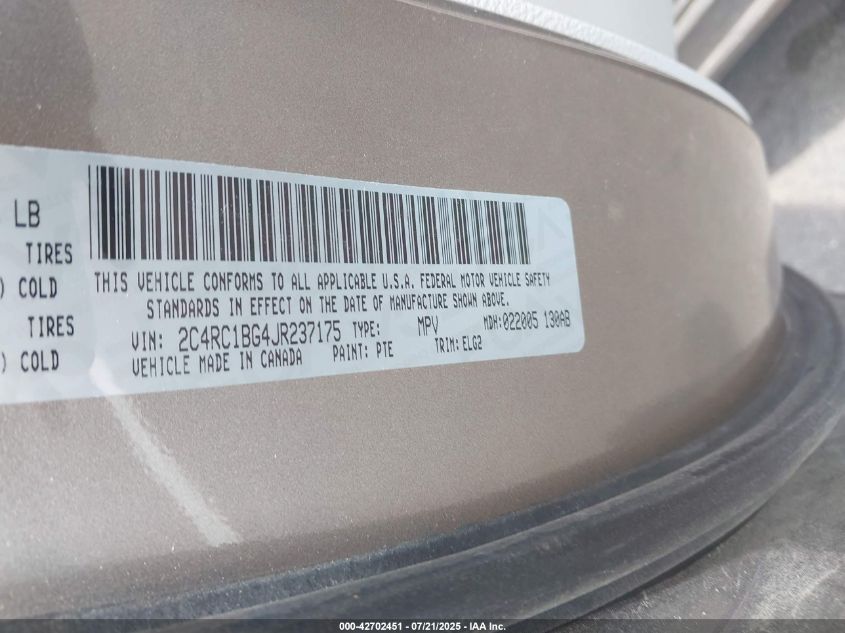 LB
TIRES
) COLD
TIRES
) COLD
THIS VEHICLE CONFORMS TO ALL APPLICABLE U.S.A. FEDERAL MOTOR VEHICLE SAFETY
STANDARDS IN EFFECT ON THE DATE OF MANUFACTURE SHOWN ABOVE.
VIN: 2C4RC1BG4JR237175 TYPE: MPV MDH:022005 130AB
VEHICLE MADE IN CANADA PAINT: PTE TRIM: ELG2
000-42702451 / 07/21/2025 - IAA Inc.